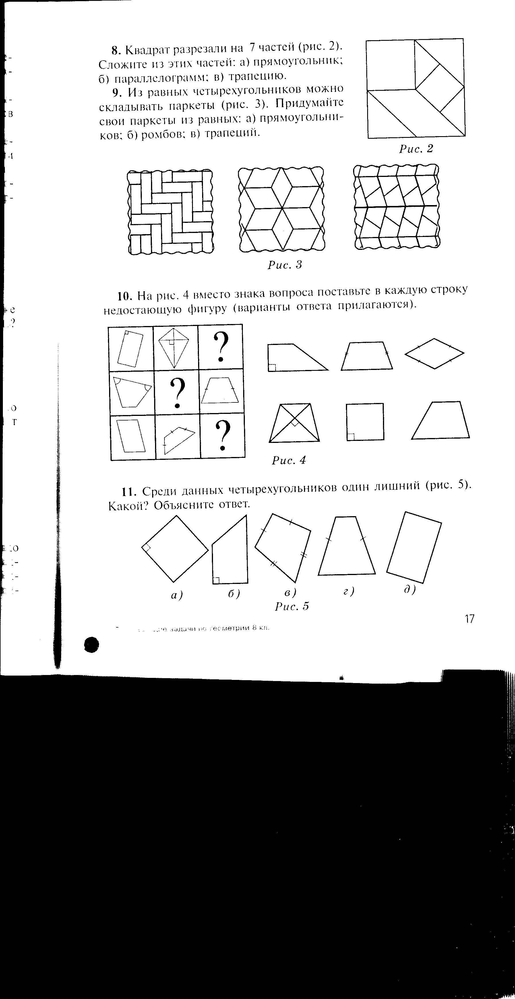 8. Квадрат разрезали на 7 частей (рис. 2).
Сложите из этих частей: а) прямоугольник;
б) параллелограмм; в) трапецию.
9. Из равных четырехугольников можно
складывать паркеты (рис. 3). Придумайте
свои паркеты из равных: а) прямоугольни-
ков; б) ромбов; в) трапеций.
Рис. 2
Рис. 3
10. На рис. 4 вместо знака вопроса поставьте в каждую строку
недостающую фигуру (варианты ответа прилагаются).
?
?
?
Рис. 4
11. Среди данных четырехугольников один лишний (рис. 5).
Какой? Объясните ответ.
а) б) в) г) д)
Рис. 5
17
задачи по геометрии 8 кл.